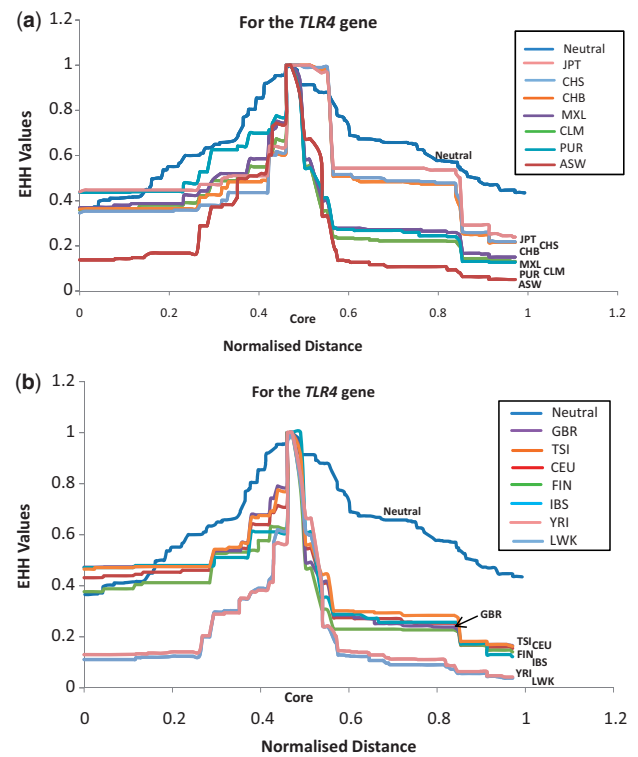 (a)
For the TLR4 gene
1.2
1
0.8
0.6
0.4
0.2
0
EHH Values
Neutral
JPT
CHS
CHB
MXL
CLM
PUR
ASW
Neutral
JPT CHS
CHB
MXL
PUR CLM
ASW
0 0.2 0.4 0.6 0.8 1 1.2
Core
Normalised Distance
(b)
For the TLR4 gene
1.2
1
0.8
0.6
0.4
0.2
0
EHH Values
Neutral
GBR
TSI
CEU
FIN
IBS
YRI
LWK
Neutral
GBR
TSI CEU
FIN IBS
YRI LWK
0 0.2 0.4 0.6 0.8 1 1.2
Core
Normalised Distance